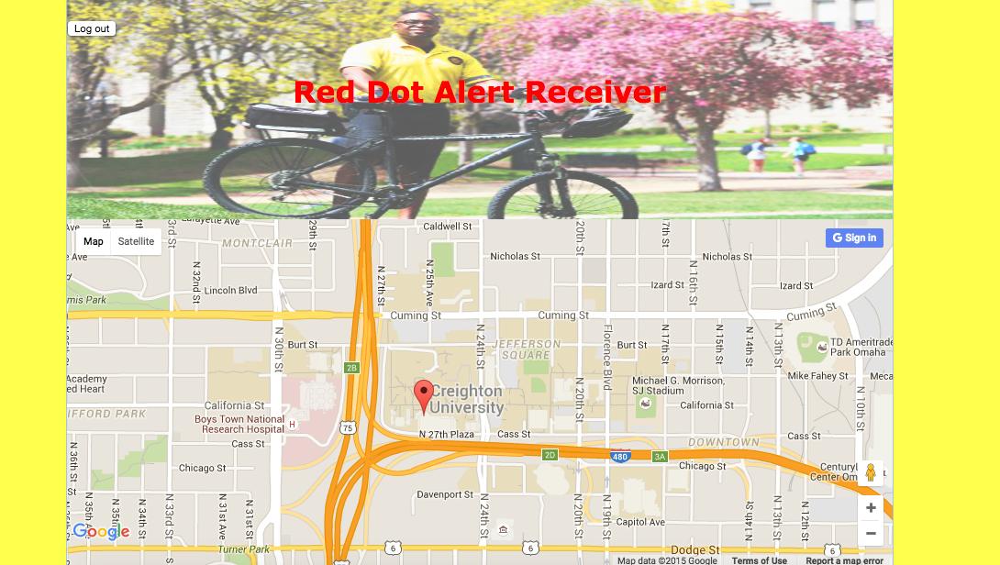 Log out
Red Dot Alert Receiver
Lafayette Ave
Caldwell St
Map
Satellite
MONTCLAIR
29th St
20th St
17th St
G Sign in
Ave
N 32nd St
N 27th St
N 25th Ave
Nicholas St
Nicholas St
N 16th St
Lincoln Blvd
Izard St
Izard St
mis Park
Cuming St
Cuming St
Cuming St
N 30th St
N 24th St
JEFFERSON
SQUARE
Florence Blvd
N 17th St
N 15th St
N 14th St
N 13th St
TD Ameritrade
Park Omaha
Burt St
Burt St
2B
Academy
ed Heart
Michael G. Morrison,
SJ Stadium
Mike Fahey St
Meca
N 20th St
N 10th St
Creighton
University
California St
California St
IFFORD PARK
Boys Town National
Research Hospital
H
75
N 27th Plaza
Cass St
Cass St
Cass St
DOWNTOWN
2D
480
3A
N 36th St
Chicago St
Chicago St
CenturyL
Center Om
N 35th Ave
N 35th St
N 34th St
N 33rd St
N 31st Ave
N 31st St
Davenport St
N 24th St
N 20th St
N 19th St
Capitol Ave
N 14th St
N 13th St
N 12th St
+
−
Google
Turner Park
6
6
6
Dodge St
Map data ©2015 Google
Terms of Use
Report a map error